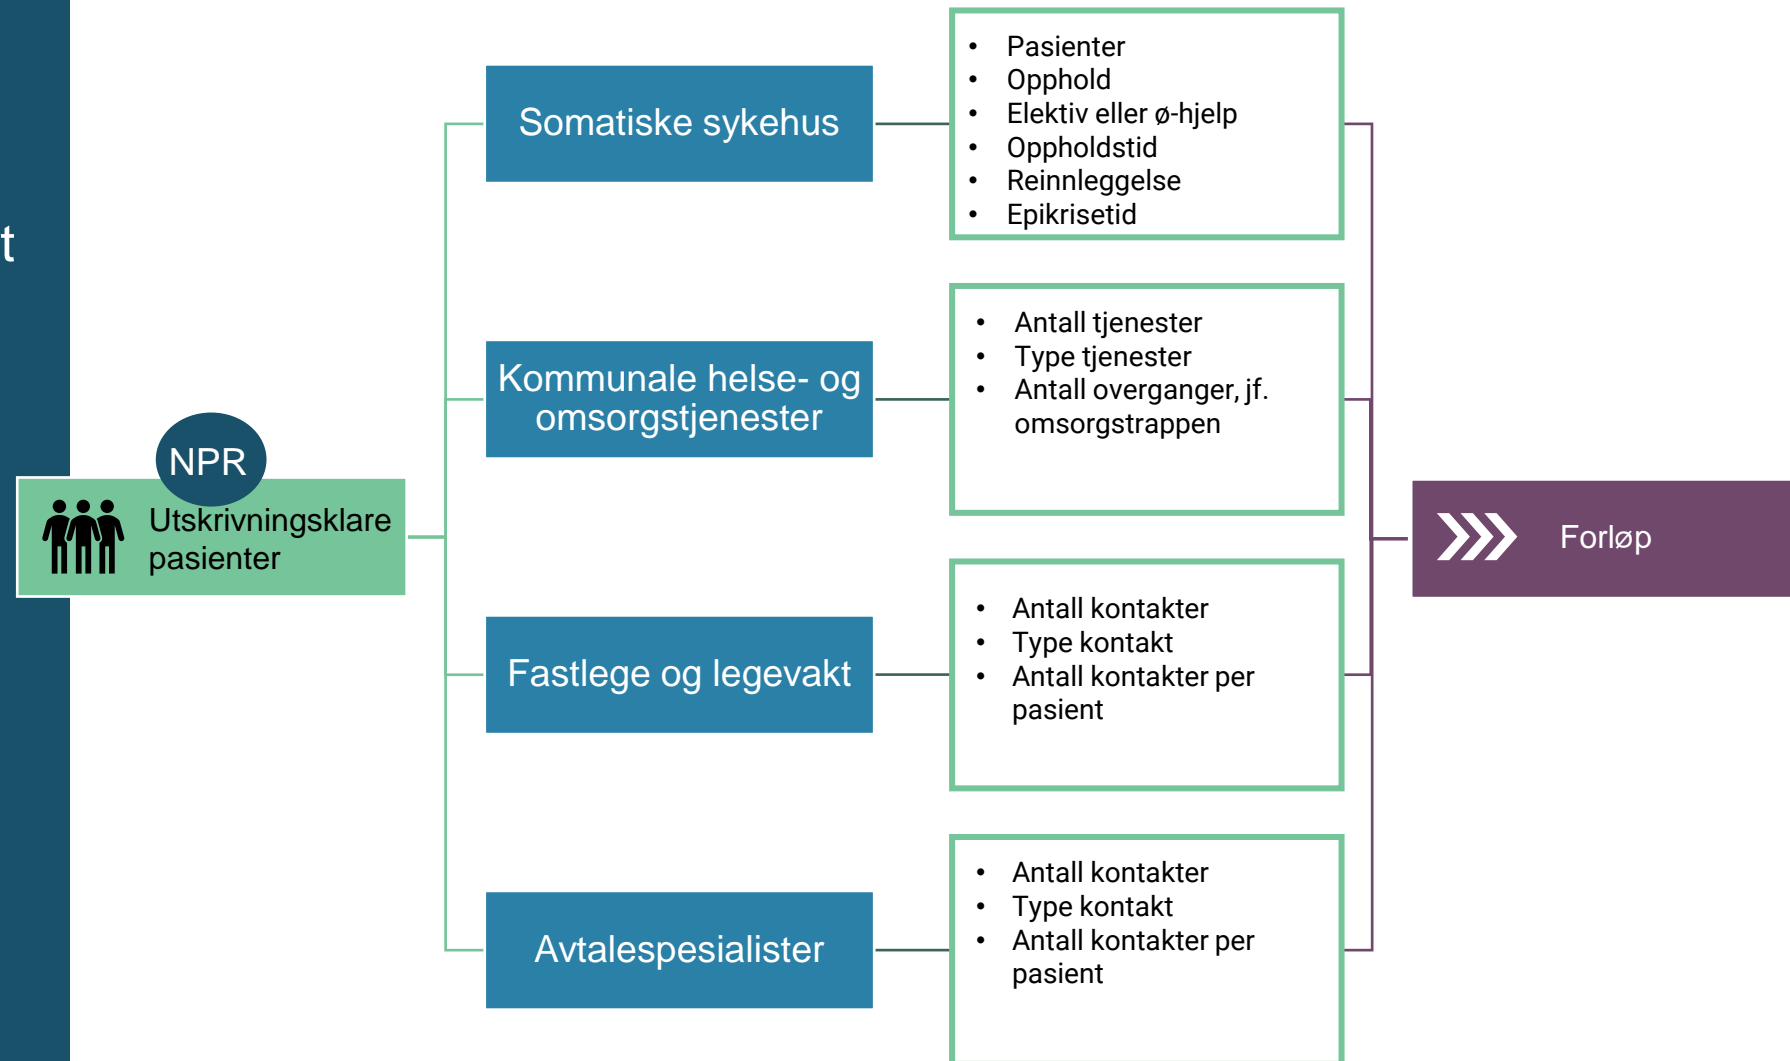 t
NPR
Utskrivningsklare
pasienter
Somatiske sykehus
• Pasienter
• Opphold
• Elektiv eller ø-hjelp
• Oppholdstid
• Reinnleggelse
• Epikrisetid
Kommunale helse- og
omsorgstjenester
• Antall tjenester
• Type tjenester
• Antall overganger, jf.
omsorgstrappen
Fastlege og legevakt
• Antall kontakter
• Type kontakt
• Antall kontakter per
pasient
Avtalespesialister
• Antall kontakter
• Type kontakt
• Antall kontakter per
pasient
Forløp